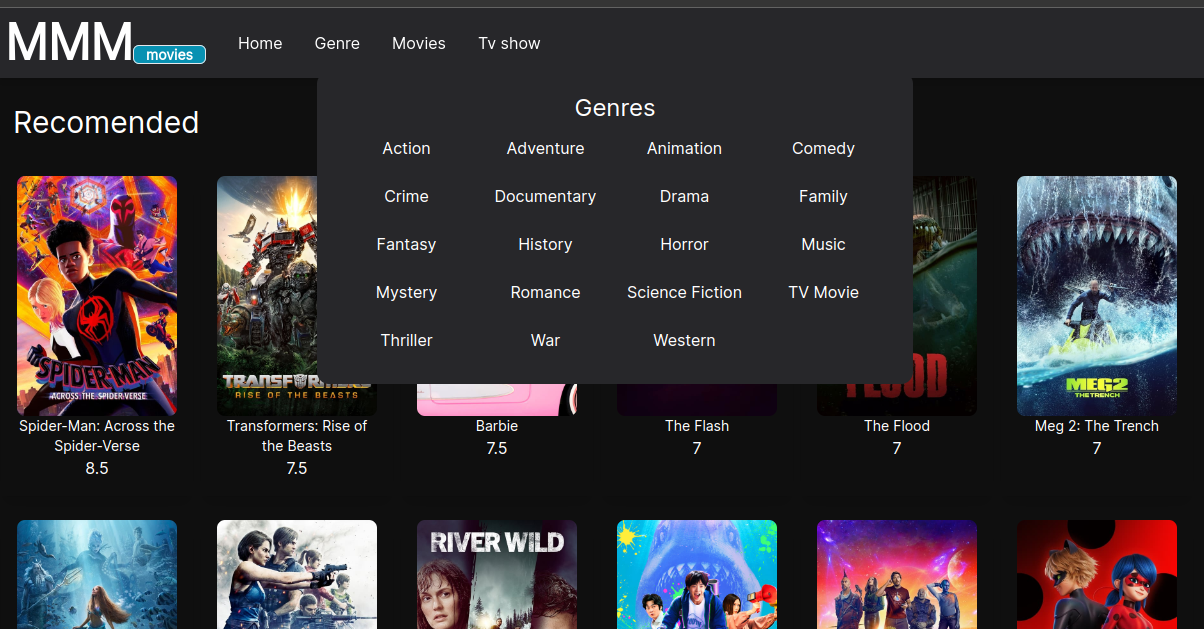 MMM movies Home Genre Movies Tv show
Recomended
Genres
Action Adventure Animation Comedy
Crime Documentary Drama Family
Fantasy History Horror Music
Mystery Romance Science Fiction TV Movie
Thriller War Western
SPIDER-MAN
ACROSS THE SPIDER-VERSE
TRANSFORMERS
RISE OF THE BEASTS
FLOOD
MEG2
THE TRENCH
Spider-Man: Across the
Spider-Verse
8.5
Transformers: Rise of
the Beasts
7.5
Barbie
7.5
The Flash
7
The Flood
7
Meg 2: The Trench
7
RIVER WILD